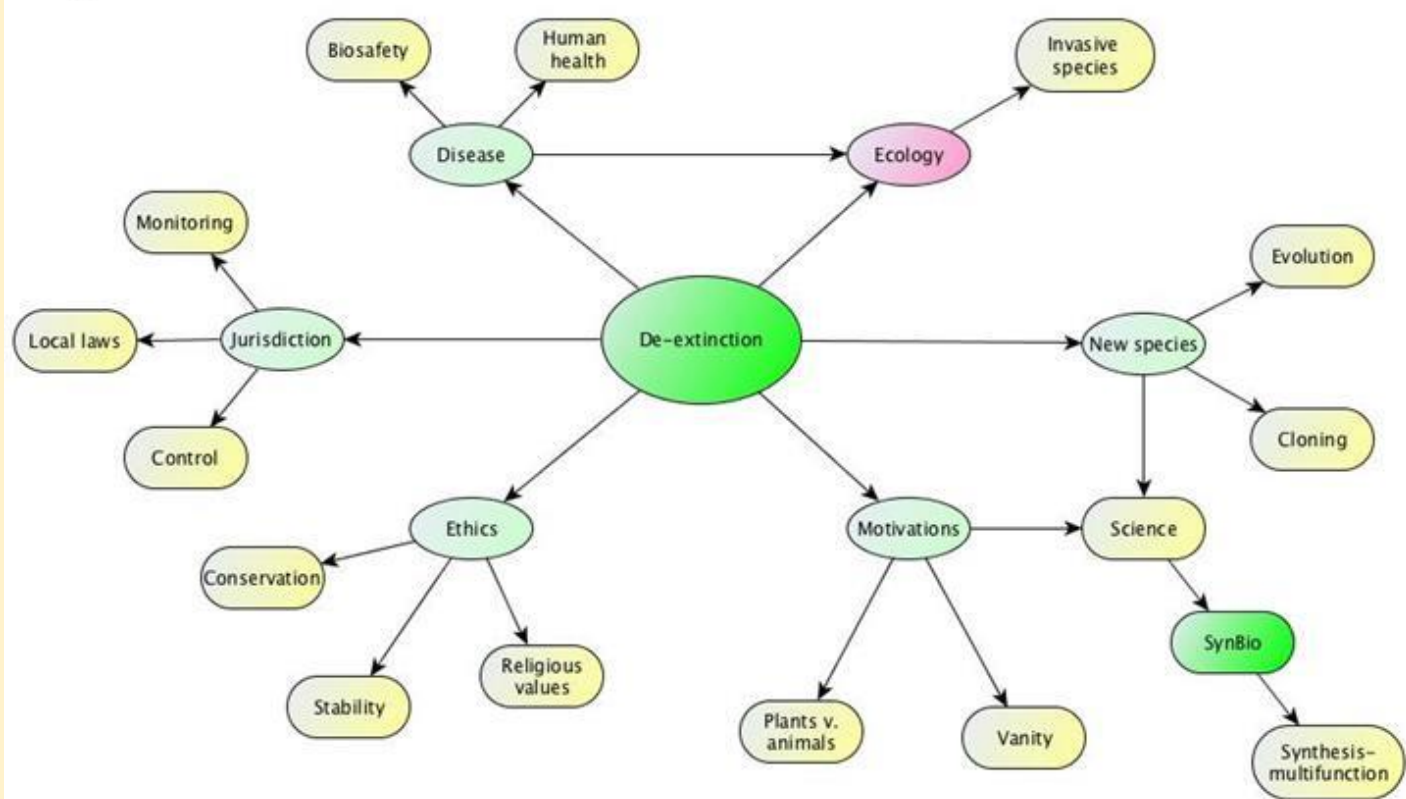 Biosafety
Human
health
Invasive
species
Disease
Ecology
Monitoring
Evolution
Local laws
Jurisdiction
De-extinction
New species
Control
Cloning
Ethics
Motivations
Science
Conservation
SynBio
Religious
values
Stability
Plants v.
animals
Vanity
Synthesis-
multifunction